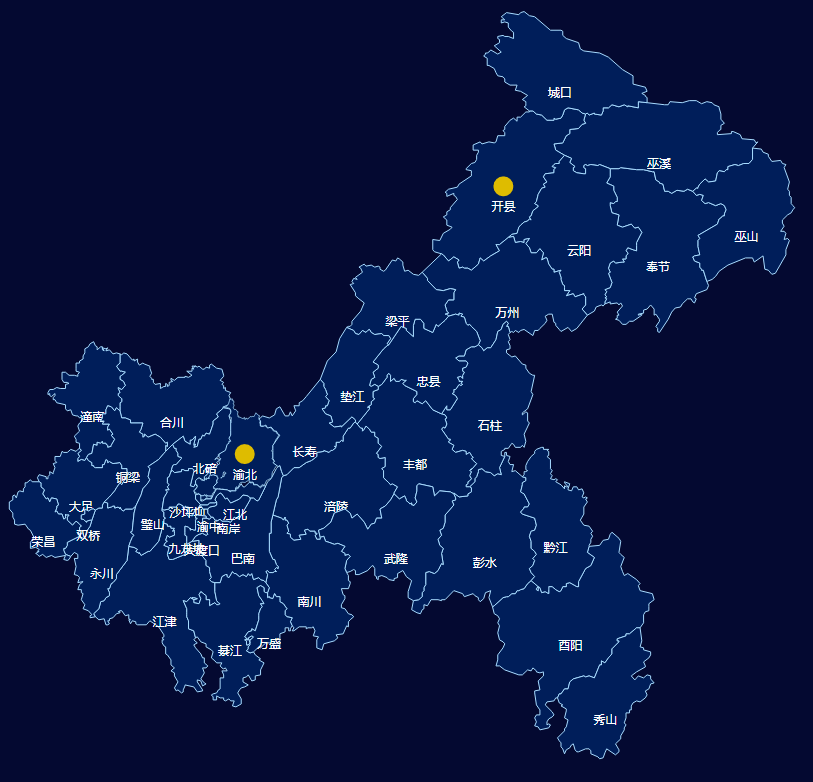 城口
巫溪
开县
巫山
云阳
奉节
万州
梁平
忠县
垫江
潼南
合川
石柱
长寿
丰都
北碚
渝北
铜梁
大足
涪陵
沙坪坝
江北
璧山
渝中
南岸
双桥
荣昌
九龙坡
大渡口
黔江
巴南
武隆
彭水
永川
南川
江津
万盛
酉阳
綦江
秀山